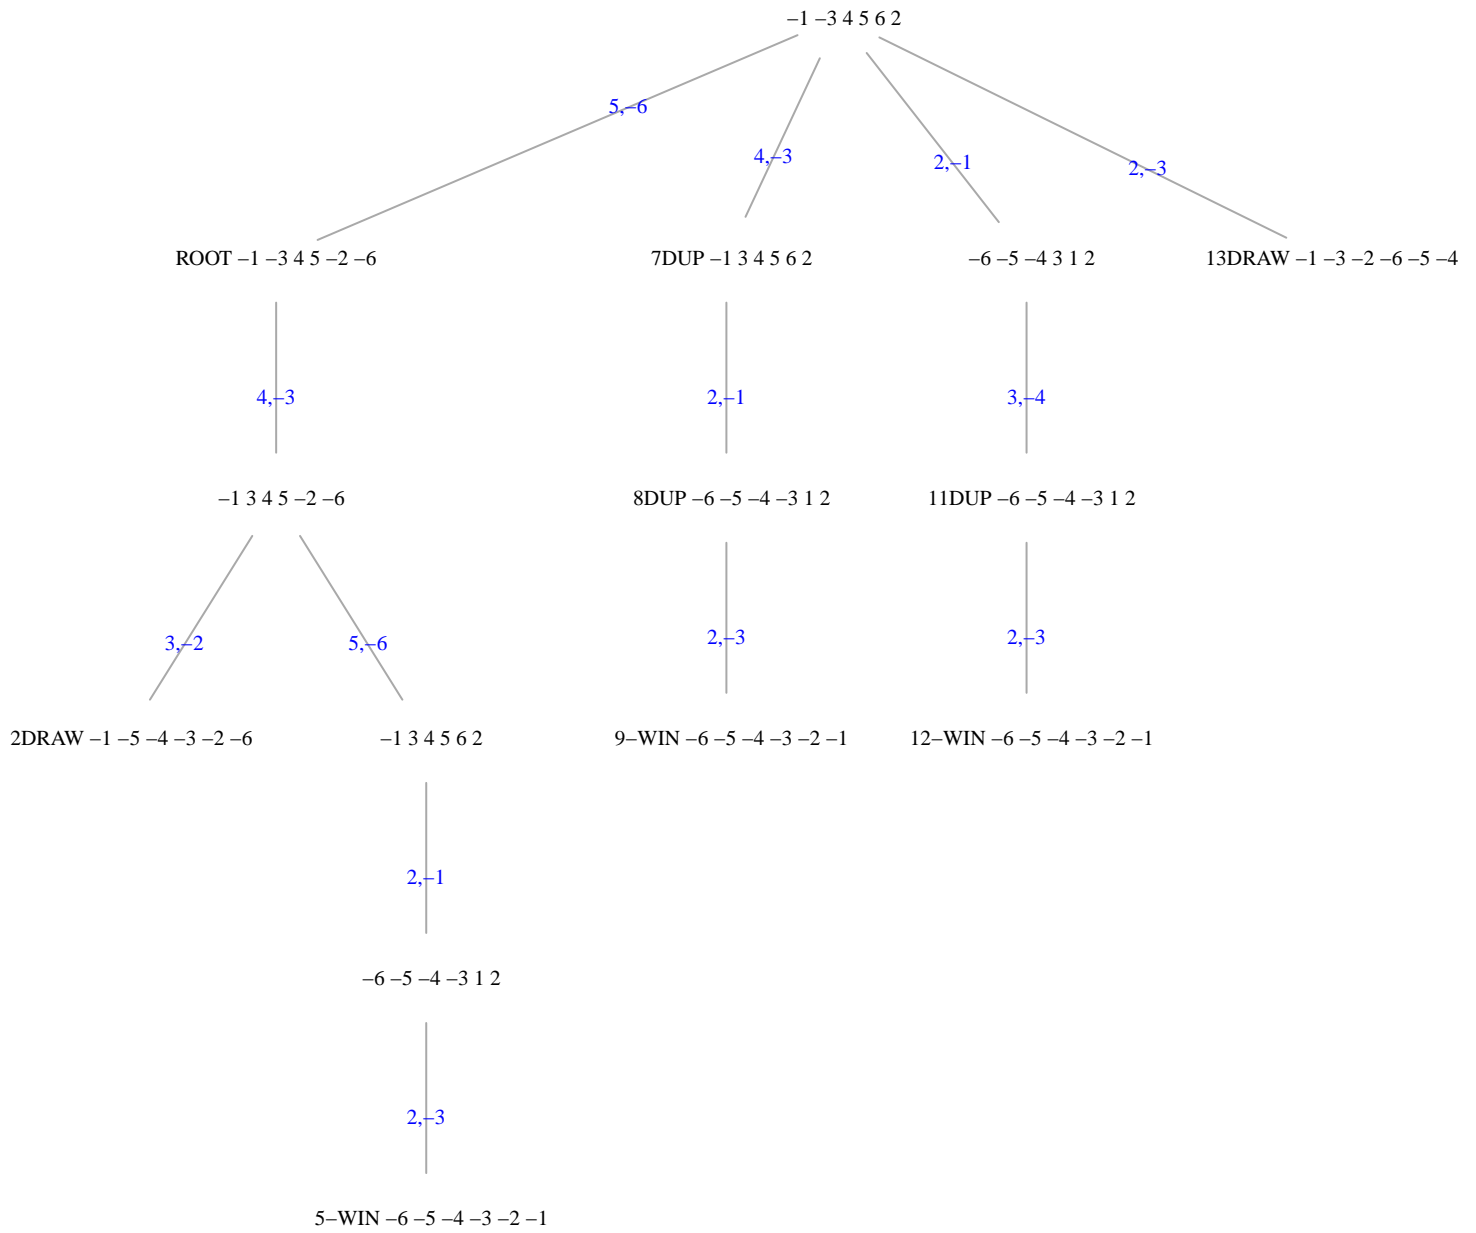 –1 –3 4 5 6 2
5,–6
4,–3
2,–1
2,–3
ROOT –1 –3 4 5 –2 –6
7DUP –1 3 4 5 6 2
–6 –5 –4 3 1 2
13DRAW –1 –3 –2 –6 –5 –4
4,–3
2,–1
3,–4
–1 3 4 5 –2 –6
8DUP –6 –5 –4 –3 1 2
11DUP –6 –5 –4 –3 1 2
3,–2
5,–6
2,–3
2,–3
2DRAW –1 –5 –4 –3 –2 –6
–1 3 4 5 6 2
9–WIN –6 –5 –4 –3 –2 –1
12–WIN –6 –5 –4 –3 –2 –1
2,–1
–6 –5 –4 –3 1 2
2,–3
5–WIN –6 –5 –4 –3 –2 –1